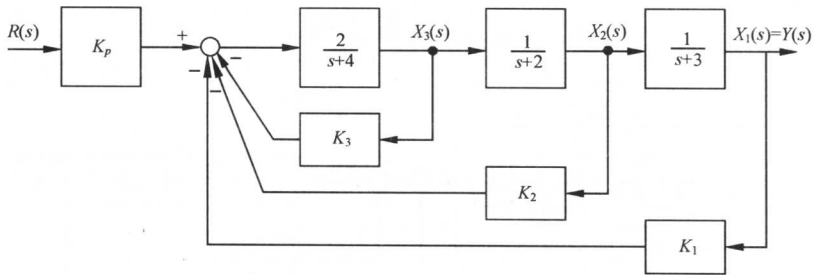 R(s)
K_p
+
−
−
−
2
s+4
X_3(s)
1
s+2
X_2(s)
1
s+3
X_1(s)=Y(s)
K_3
K_2
K_1